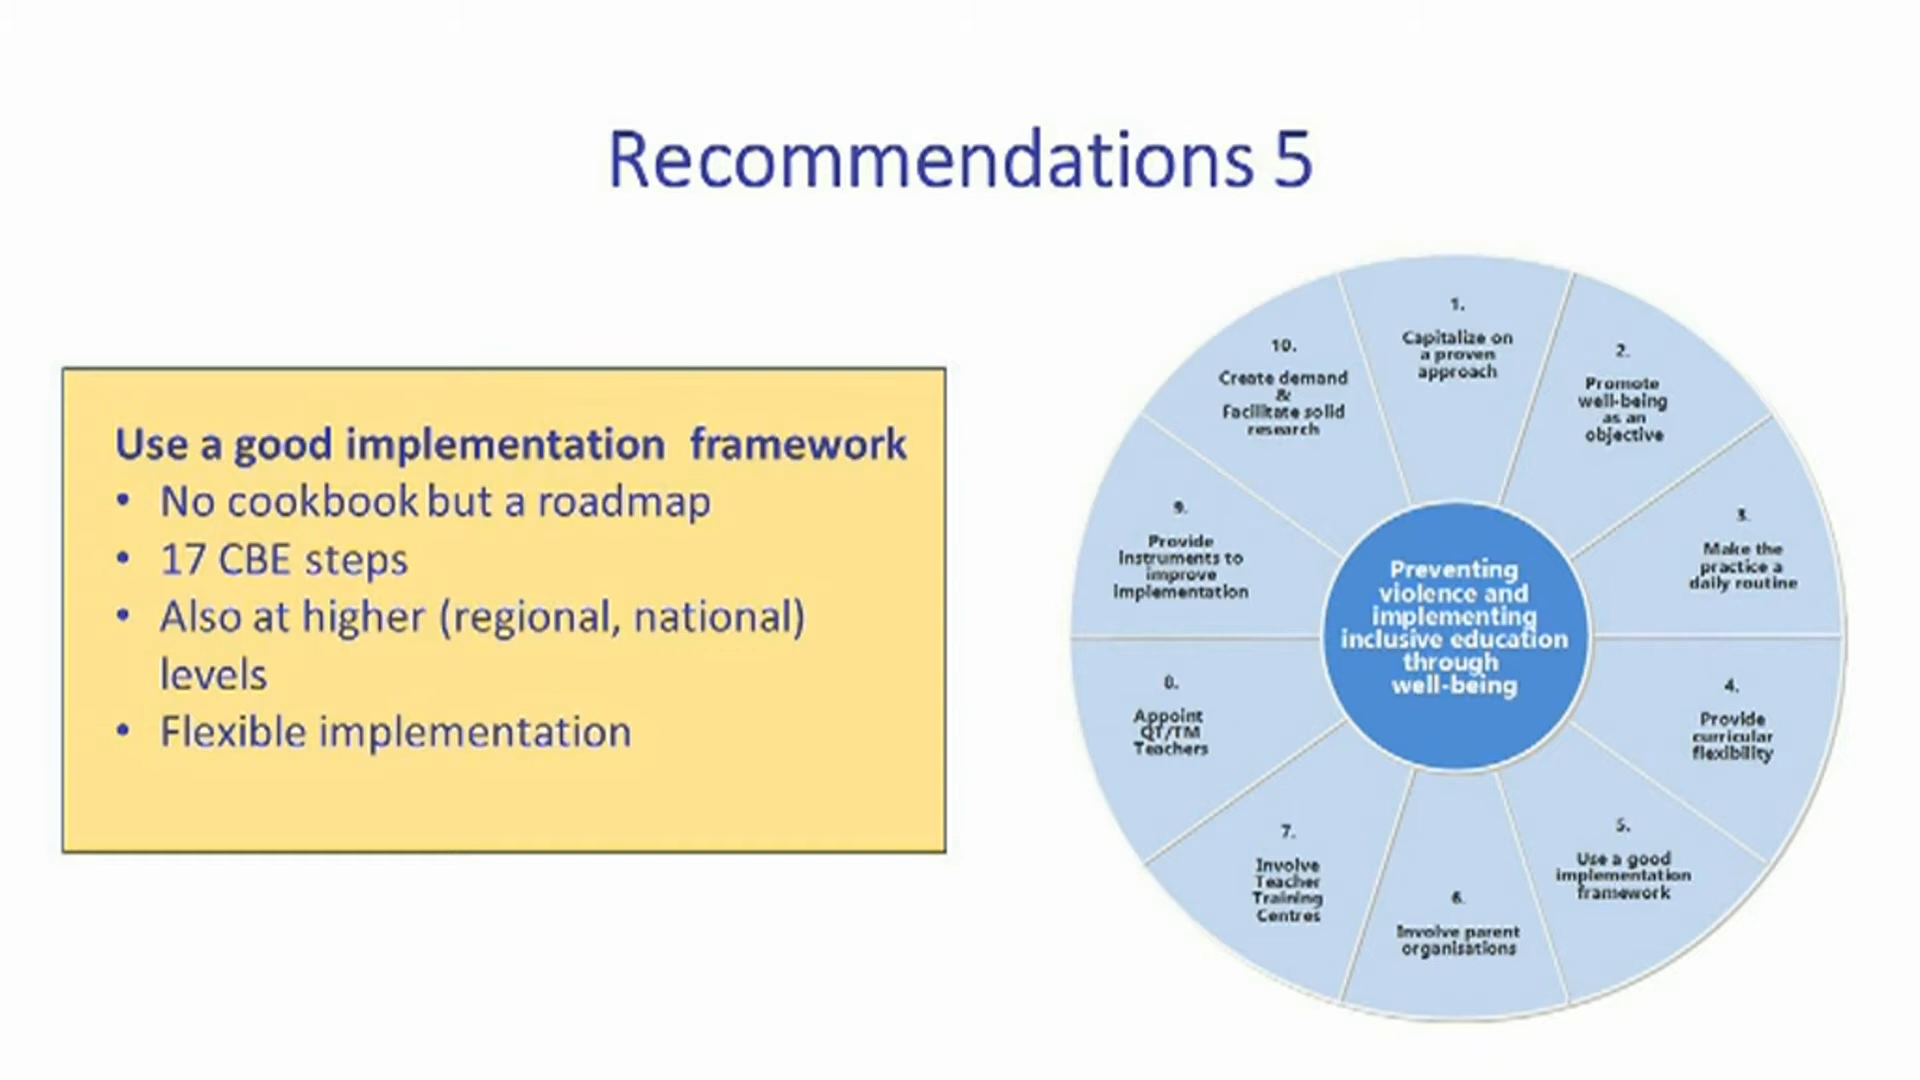 Recommendations 5
Use a good implementation framework
• No cookbook but a roadmap
• 17 CBE steps
• Also at higher (regional, national)
levels
• Flexible implementation
1.
Capitalize on
a proven
approach
2.
Promote
well-being
as an
objective
3.
Make the
practice a
daily routine
4.
Provide
curricular
flexibility
5.
Use a good
implementation
framework
6.
Involve parent
organisations
7.
Involve
Teacher
Training
Centres
8.
Appoint
QT/TM
Teachers
9.
Provide
Instruments to
improve
implementation
10.
Create demand
&
Facilitate solid
research
Preventing
violence and
implementing
inclusive education
through
well-being